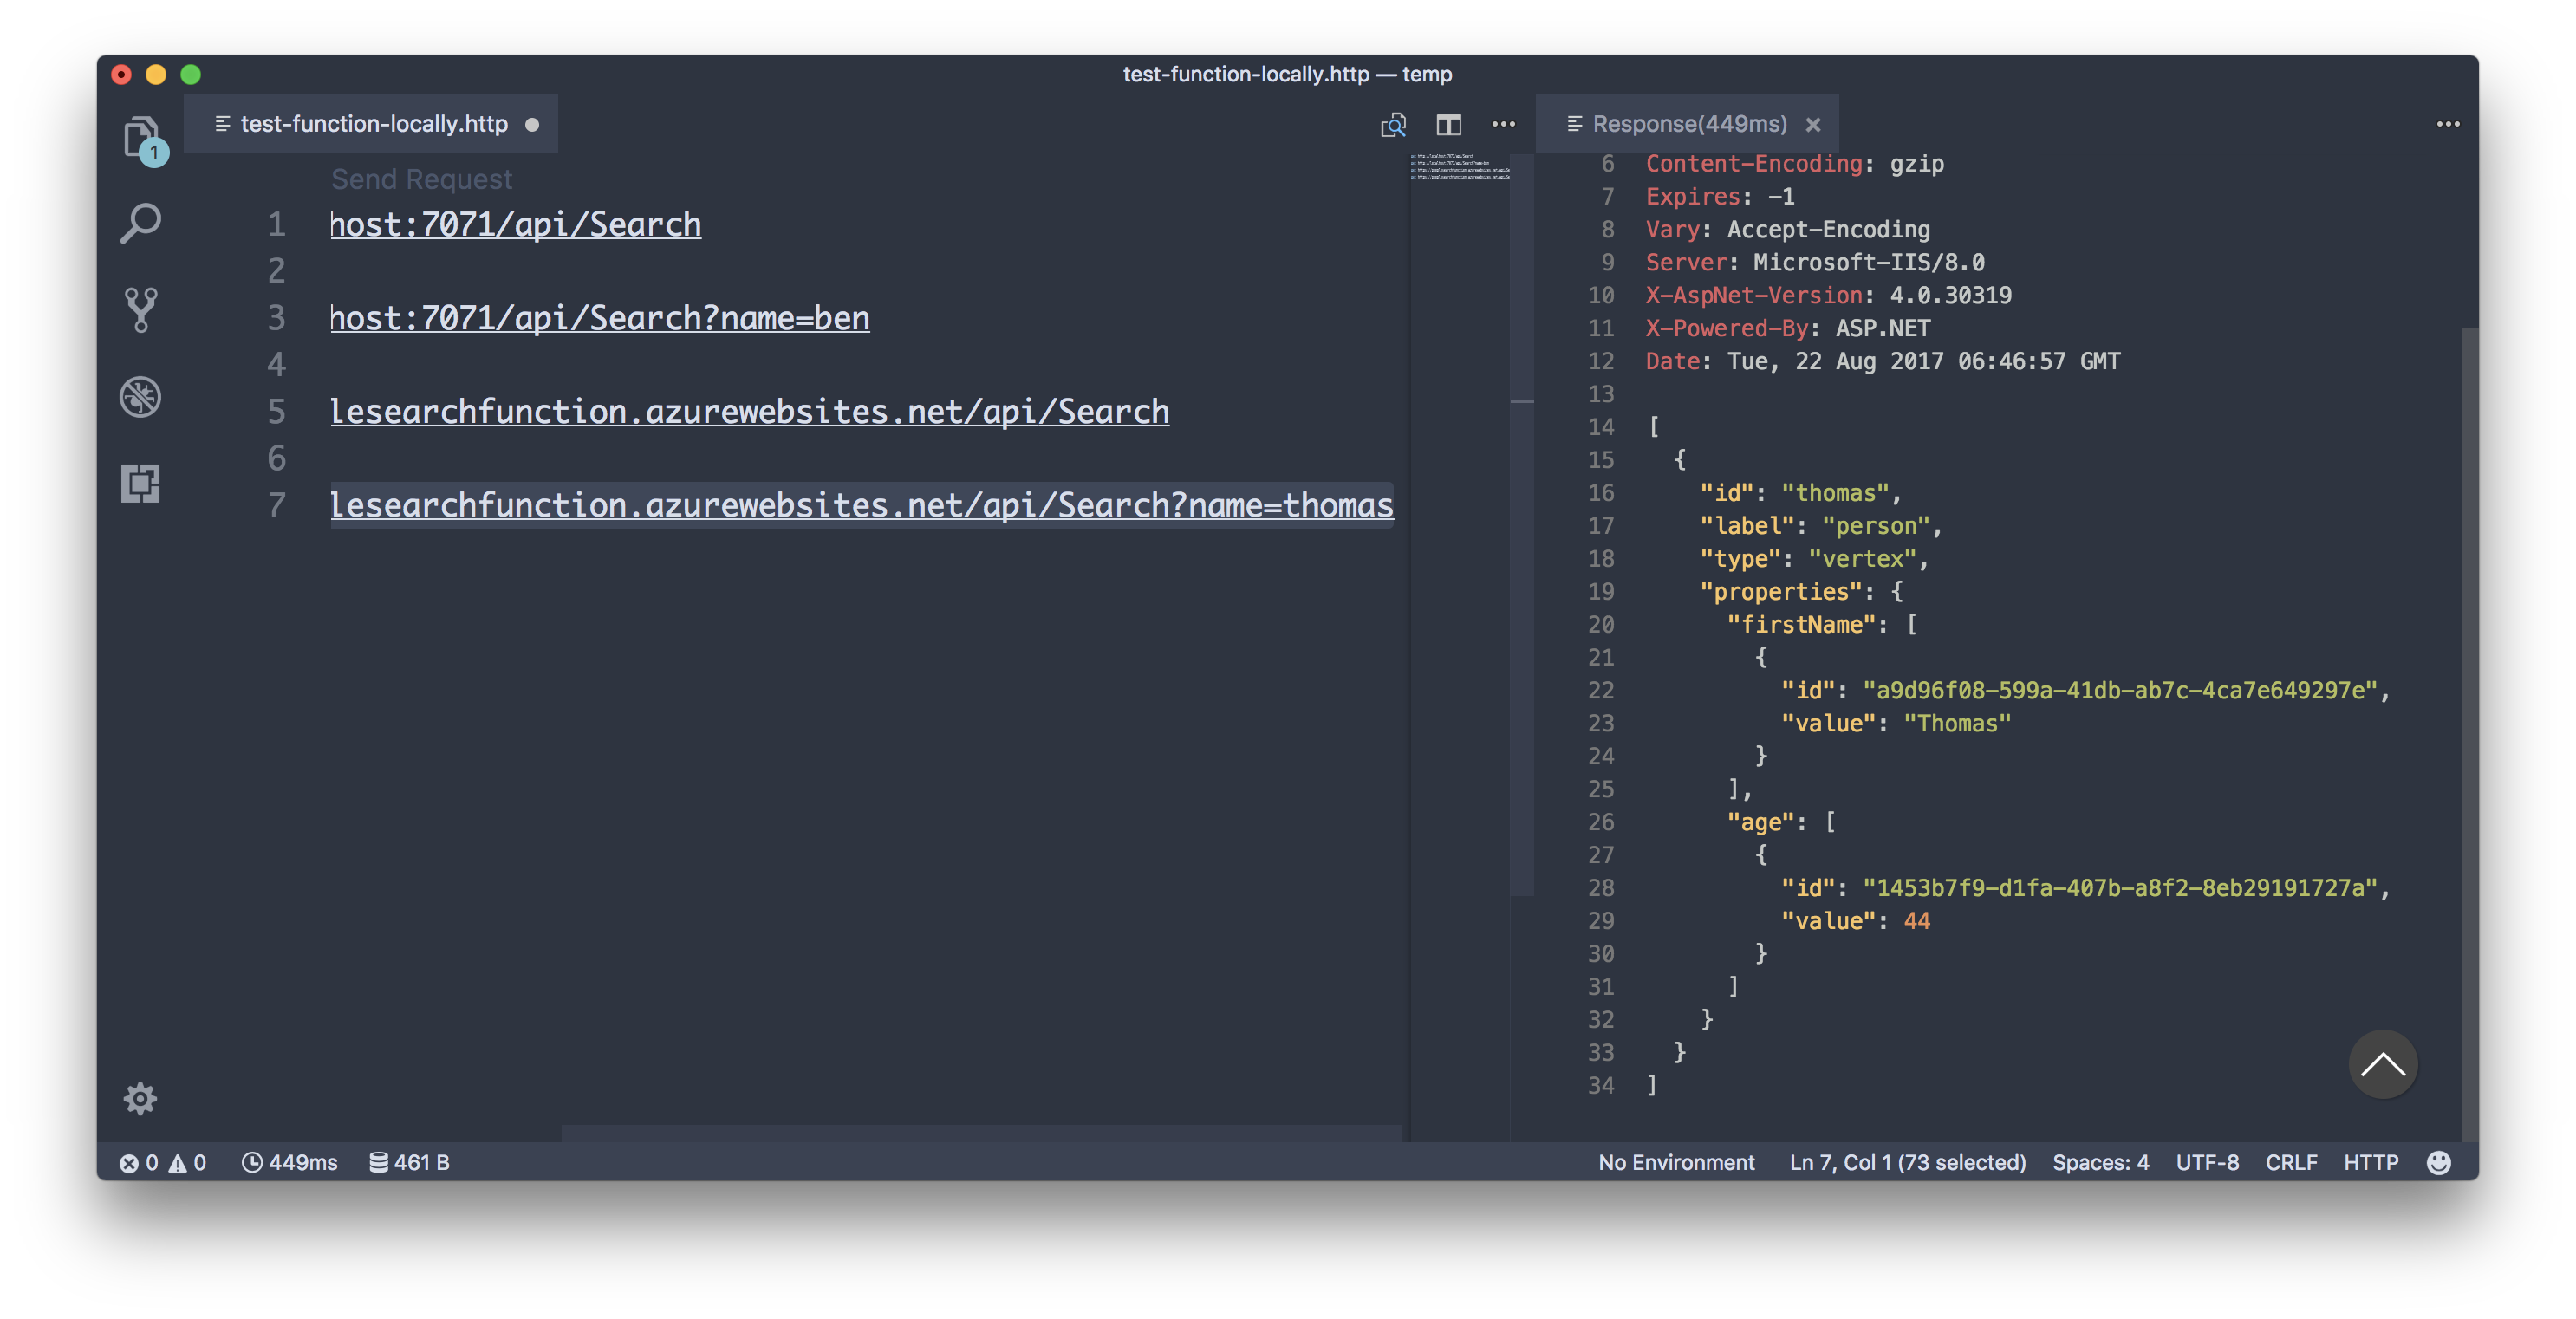 test-function-locally.http — temp
test-function-locally.http
Response(449ms)
1
Send Request
1 host:7071/api/Search
2
3 host:7071/api/Search?name=ben
4
5 lesearchfunction.azurewebsites.net/api/Search
6
7 lesearchfunction.azurewebsites.net/api/Search?name=thomas
6 Content-Encoding: gzip
7 Expires: -1
8 Vary: Accept-Encoding
9 Server: Microsoft-IIS/8.0
10 X-AspNet-Version: 4.0.30319
11 X-Powered-By: ASP.NET
12 Date: Tue, 22 Aug 2017 06:46:57 GMT
13
14 [
15 {
16 "id": "thomas",
17 "label": "person",
18 "type": "vertex",
19 "properties": {
20 "firstName": [
21 {
22 "id": "a9d96f08-599a-41db-ab7c-4ca7e649297e",
23 "value": "Thomas"
24 }
25 ],
26 "age": [
27 {
28 "id": "1453b7f9-d1fa-407b-a8f2-8eb29191727a",
29 "value": 44
30 }
31 ]
32 }
33 }
34 ]
0 0 449ms 461 B No Environment Ln 7, Col 1 (73 selected) Spaces: 4 UTF-8 CRLF HTTP